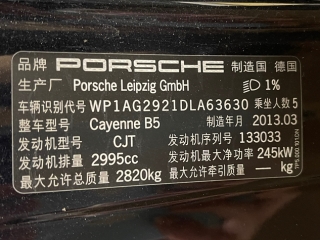 品牌 PORSCHE 制造国 德国
生产厂 Porsche Leipzig GmbH 1%
车辆识别代号 WP1AG2921DLA63630 乘坐人数 5
整车型号 Cayenne B5 制造年月 2013.03
发动机型号 CJT 发动机序列号 133033
发动机排量 2995cc 发动机最大净功率 245kW
最大允许总质量 2820kg 最大允许牵引质量 — kg